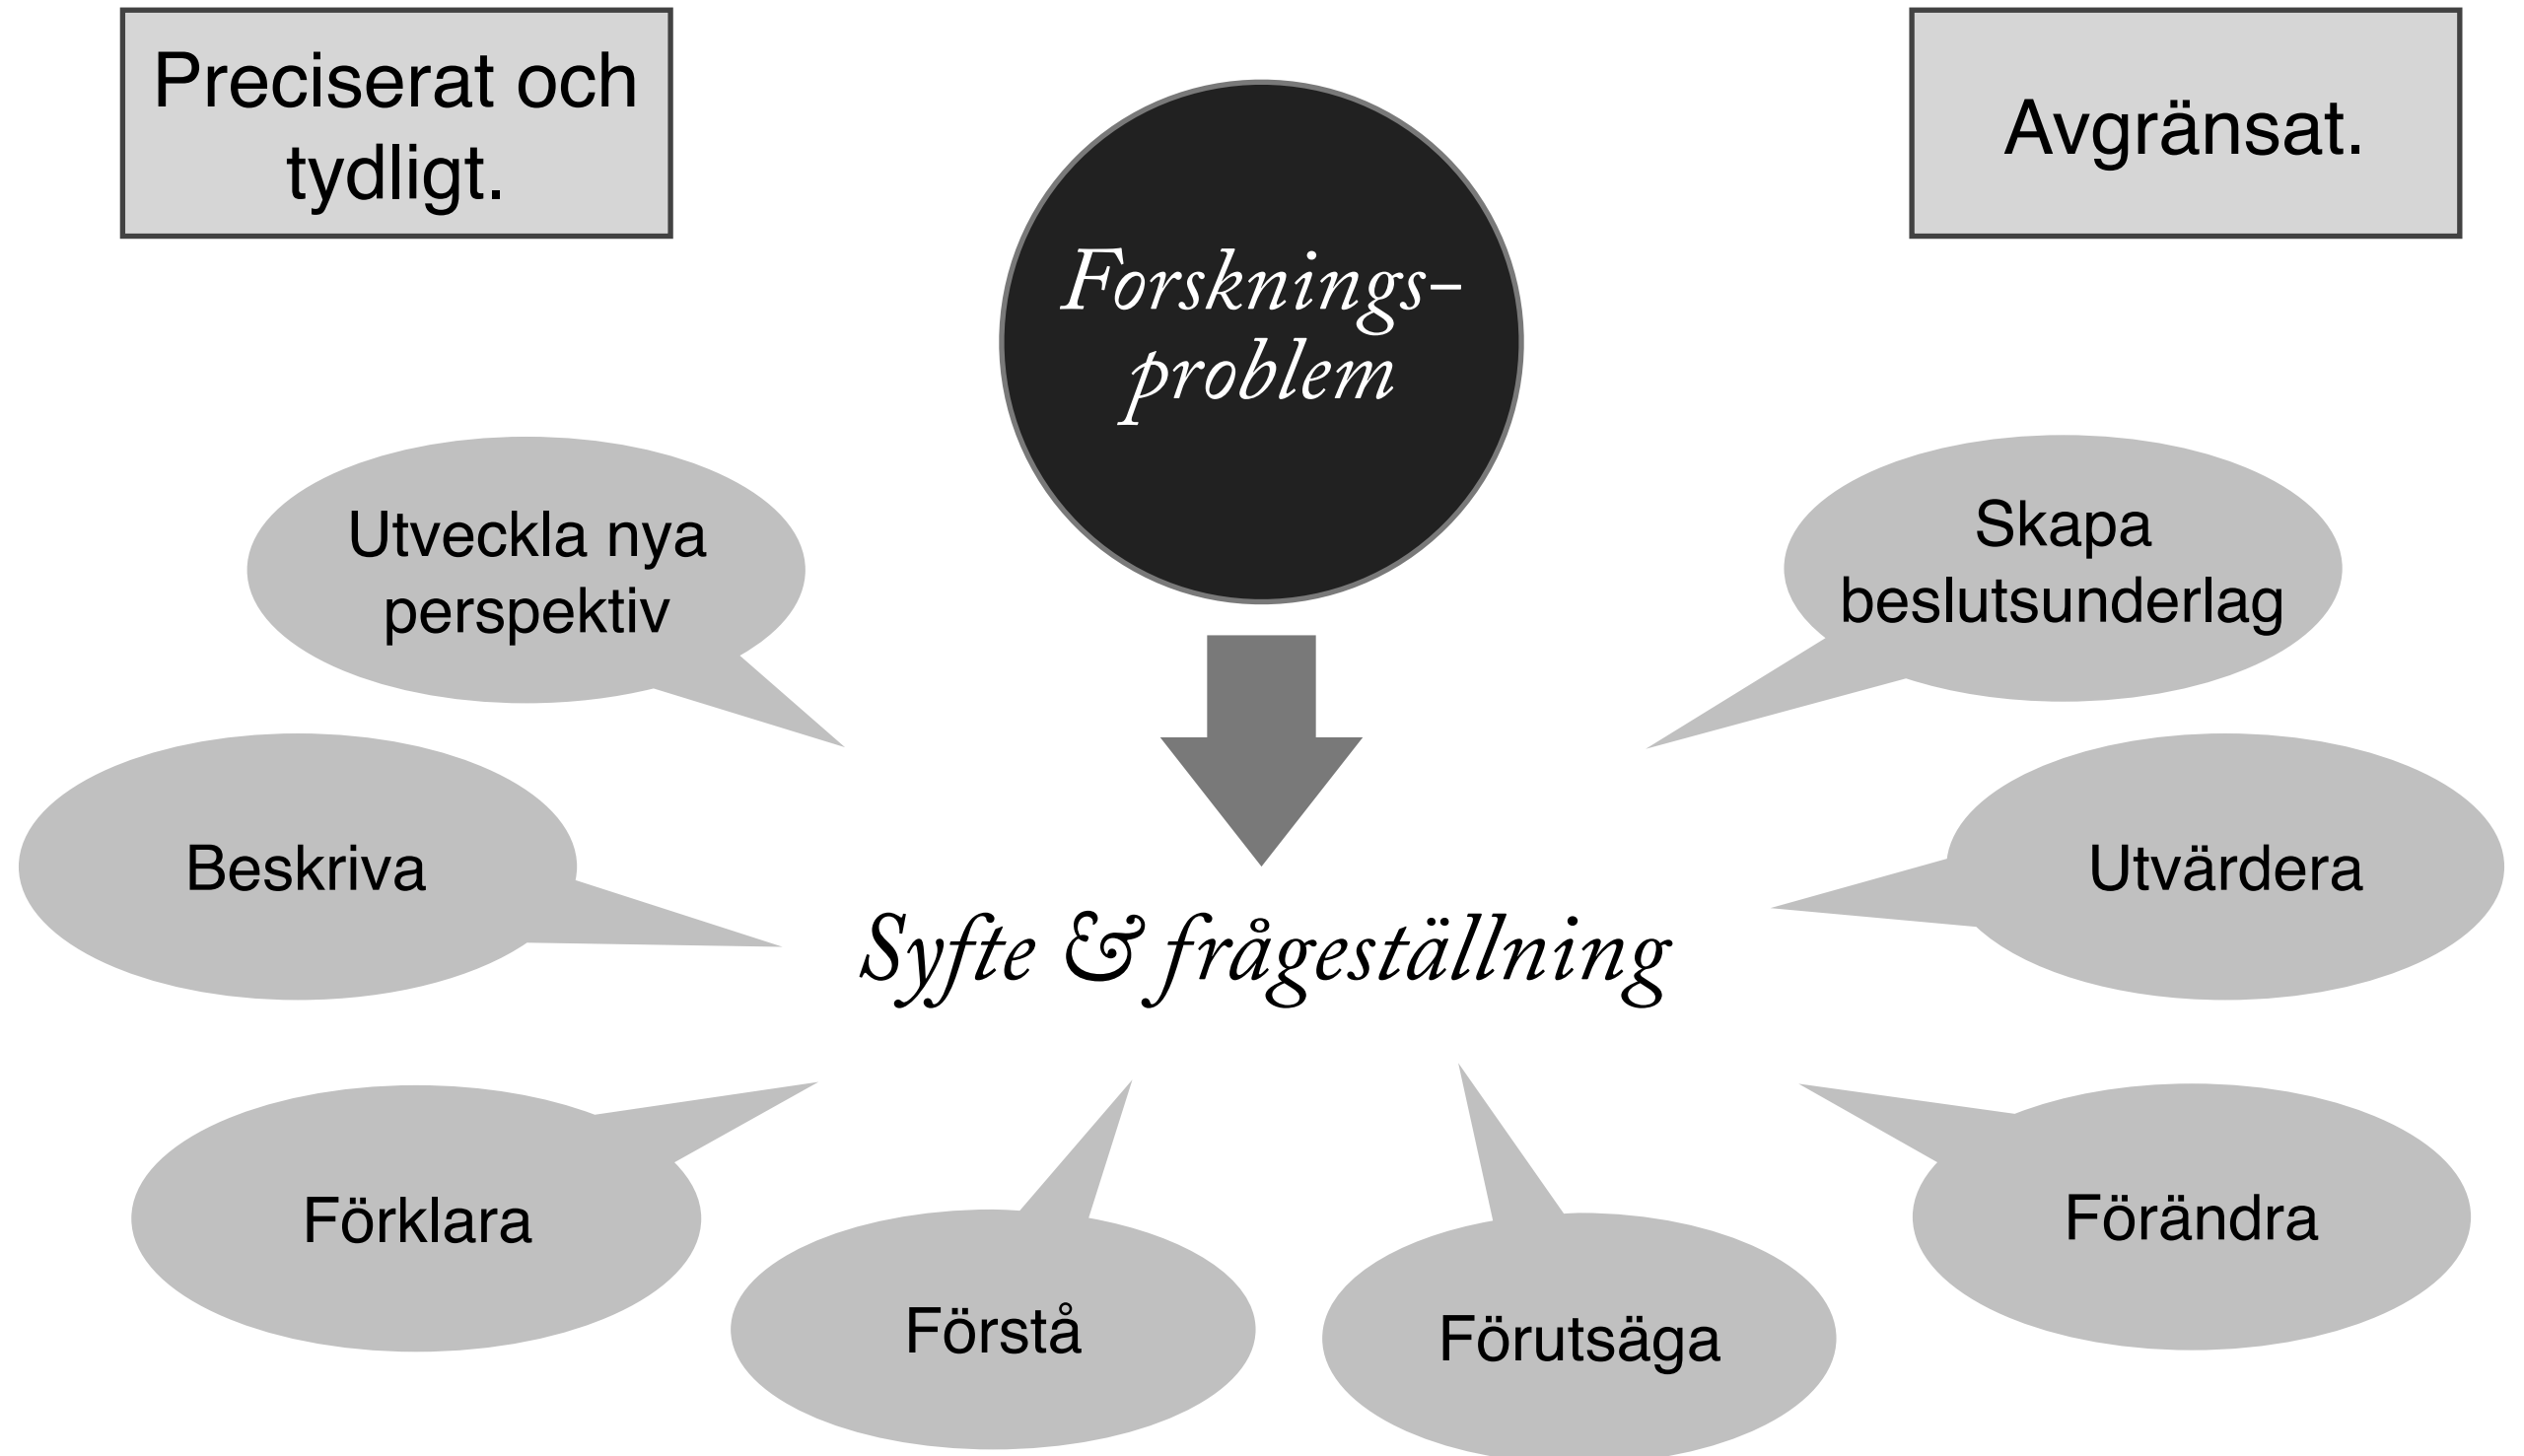 Preciserat och
tydligt.
Avgränsat.
Forsknings-
problem
Utveckla nya
perspektiv
Skapa
beslutsunderlag
Beskriva
Utvärdera
Syfte & frågeställning
Förklara
Förändra
Förstå
Förutsäga